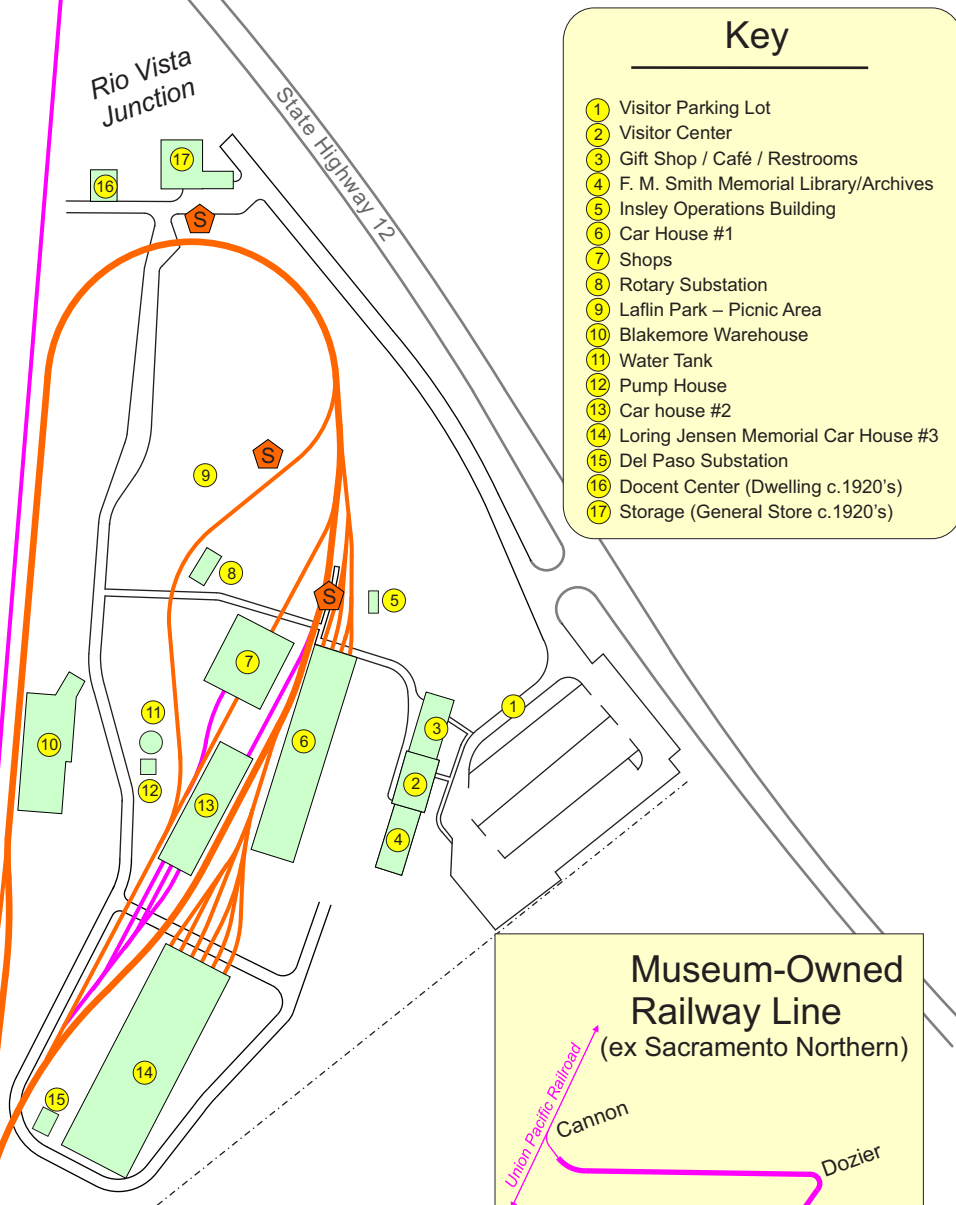 Key
1 Visitor Parking Lot
2 Visitor Center
3 Gift Shop / Café / Restrooms
4 F. M. Smith Memorial Library/Archives
5 Insley Operations Building
6 Car House #1
7 Shops
8 Rotary Substation
9 Laflin Park – Picnic Area
10 Blakemore Warehouse
11 Water Tank
12 Pump House
13 Car house #2
14 Loring Jensen Memorial Car House #3
15 Del Paso Substation
16 Docent Center (Dwelling c.1920's)
17 Storage (General Store c.1920's)
Rio Vista
Junction
State Highway 12
17
16
S
S
9
8
S
5
7
1
11
3
6
10
2
12
13
4
14
15
Museum-Owned
Railway Line
(ex Sacramento Northern)
Union Pacific Railroad
Cannon
Dozier